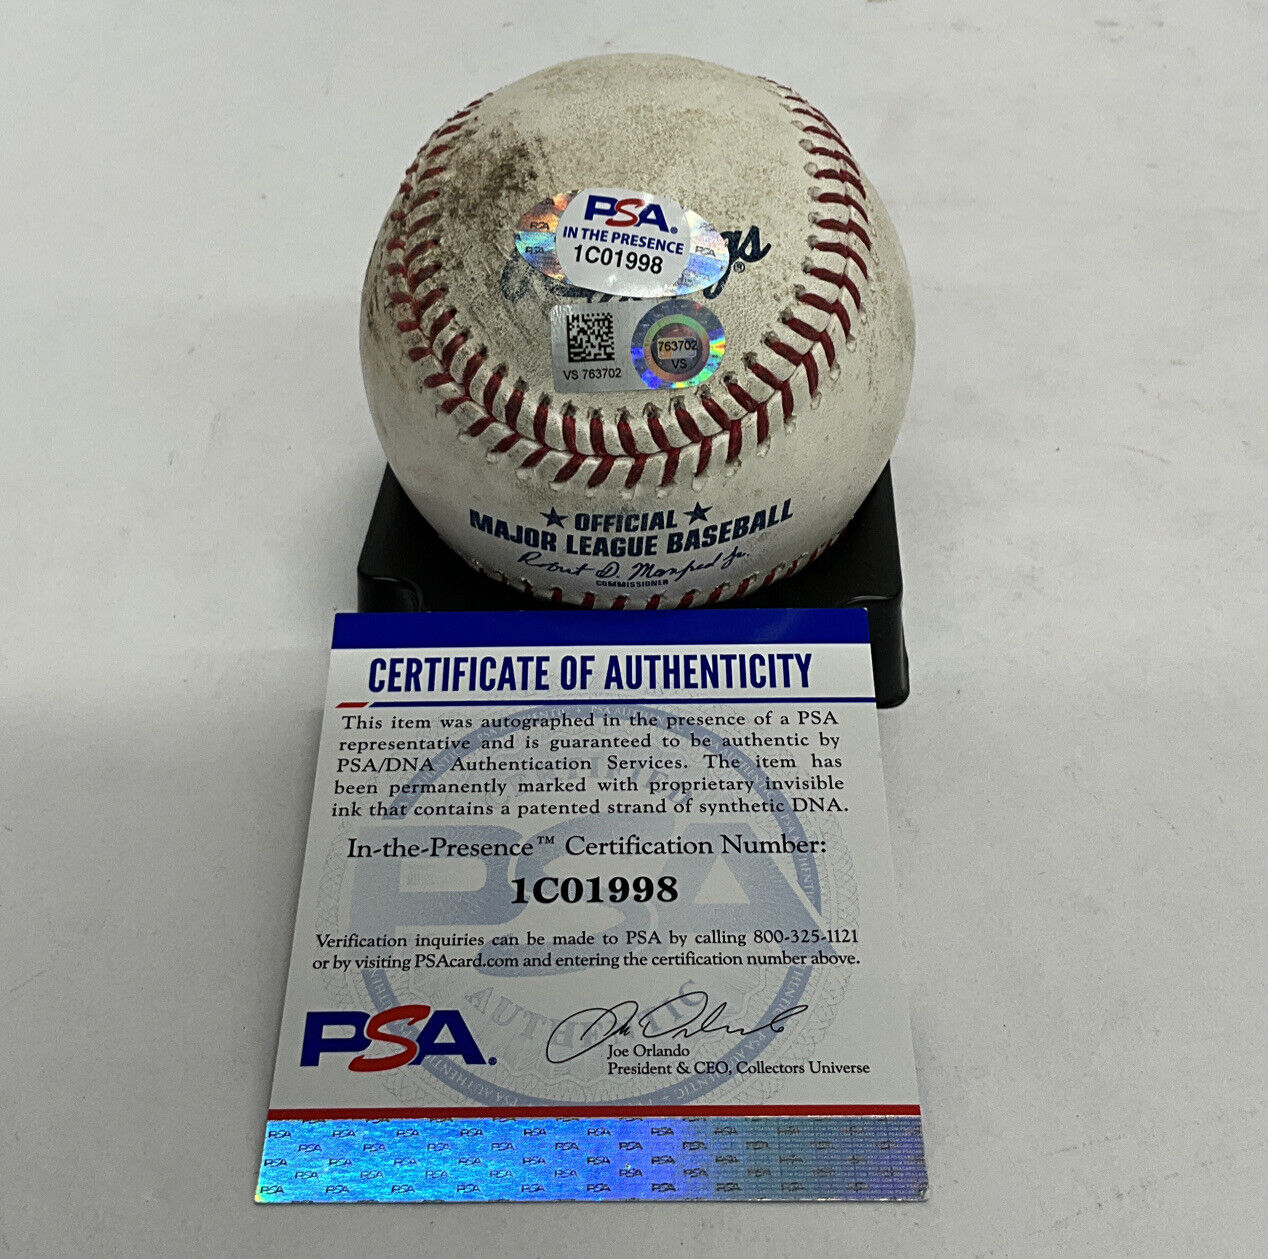 PSA
IN THE PRESENCE
1C01998
gs ®
763702
VS
VS 763702
★ OFFICIAL ★
MAJOR LEAGUE BASEBALL
Robert D. Manfred Jr.
COMMISSIONER
CERTIFICATE OF AUTHENTICITY
This item was autographed in the presence of a PSA
representative and is guaranteed to be authentic by
PSA/DNA Authentication Services. The item has
been permanently marked with proprietary invisible
ink that contains a patented strand of synthetic DNA.
In-the-Presence™ Certification Number:
1C01998
Verification inquiries can be made to PSA by calling 800-325-1121
or by visiting PSAcard.com and entering the certification number above.
PSA.
Joe Orlando
President & CEO, Collectors Universe